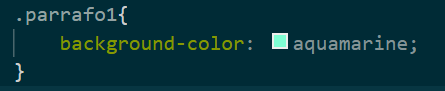 .parrafo1{
    background-color: aquamarine;
}